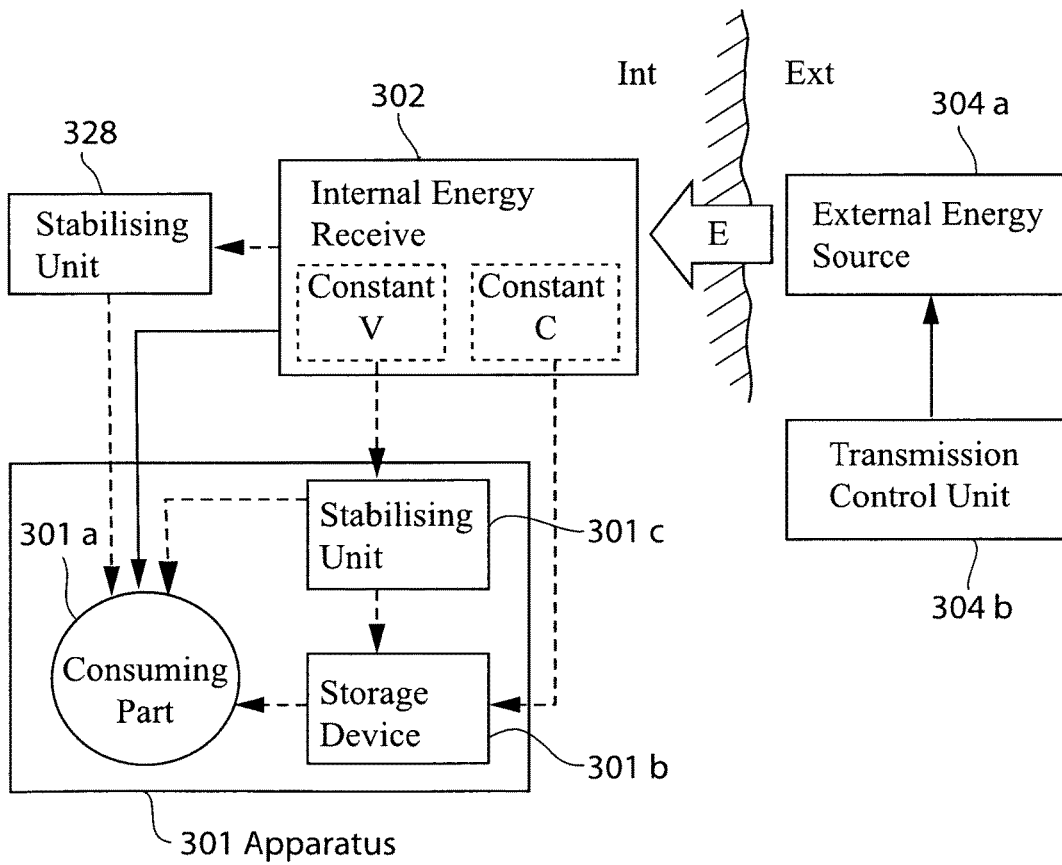 Int
Ext
302
304 a
328
Internal Energy
Receive
External Energy
Source
Stabilising
Unit
E
Constant
V
Constant
C
Transmission
Control Unit
301 a
Stabilising
Unit
301 c
304 b
Consuming
Part
Storage
Device
301 b
301 Apparatus